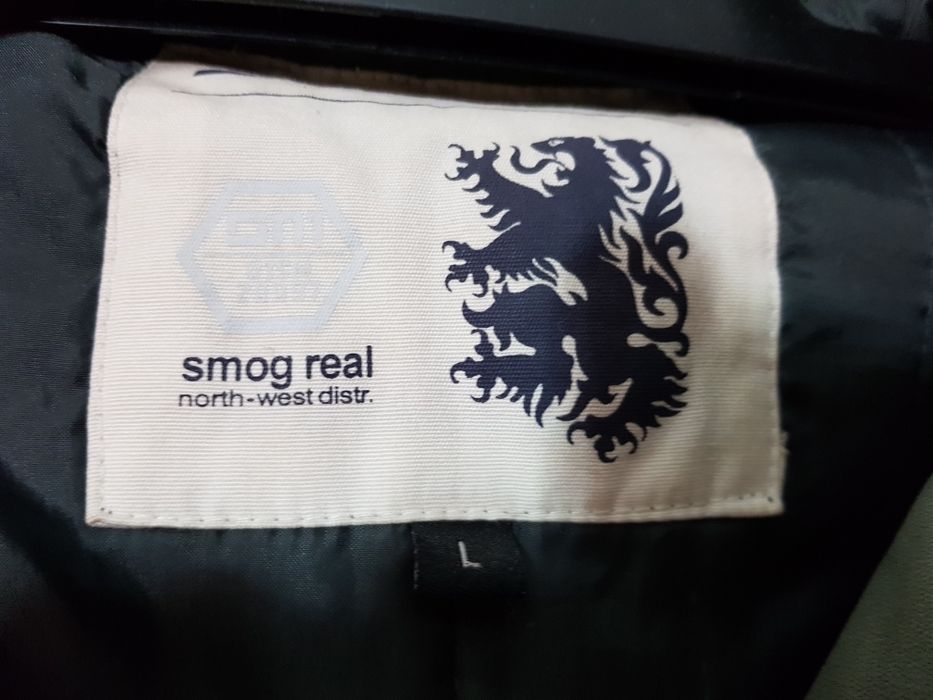 smog real
north-west distr.
L